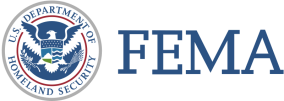 U.S. DEPARTMENT OF
HOMELAND SECURITY
FEMA